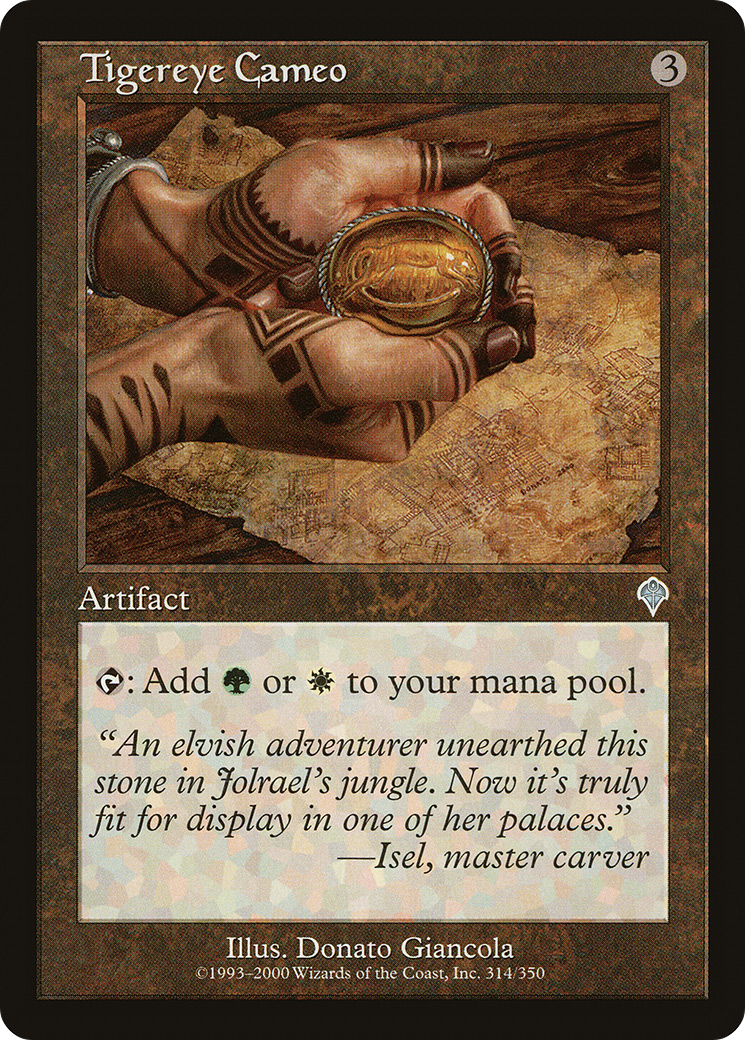 Tigereye Cameo
3
DONATO 2000
Artifact
: Add or to your mana pool.
“An elvish adventurer unearthed this
stone in Jolrael’s jungle. Now it’s truly
fit for display in one of her palaces.”
—Isel, master carver
Illus. Donato Giancola
©1993–2000 Wizards of the Coast, Inc. 314/350